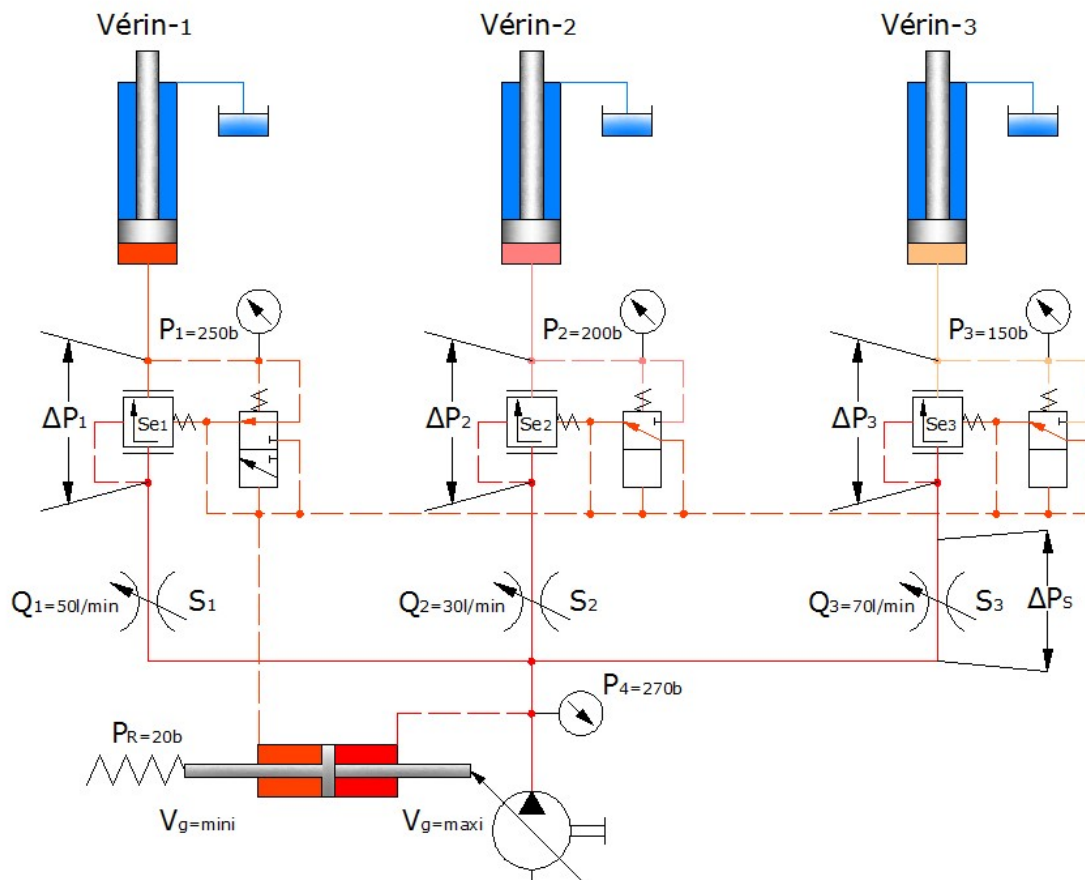 Vérin-1 Vérin-2 Vérin-3
P1=250b P2=200b P3=150b
ΔP1 Se1 ΔP2 Se2 ΔP3 Se3
Q1=50l/min S1 Q2=30l/min S2 Q3=70l/min S3 ΔPS
P4=270b
PR=20b
Vg=mini Vg=maxi